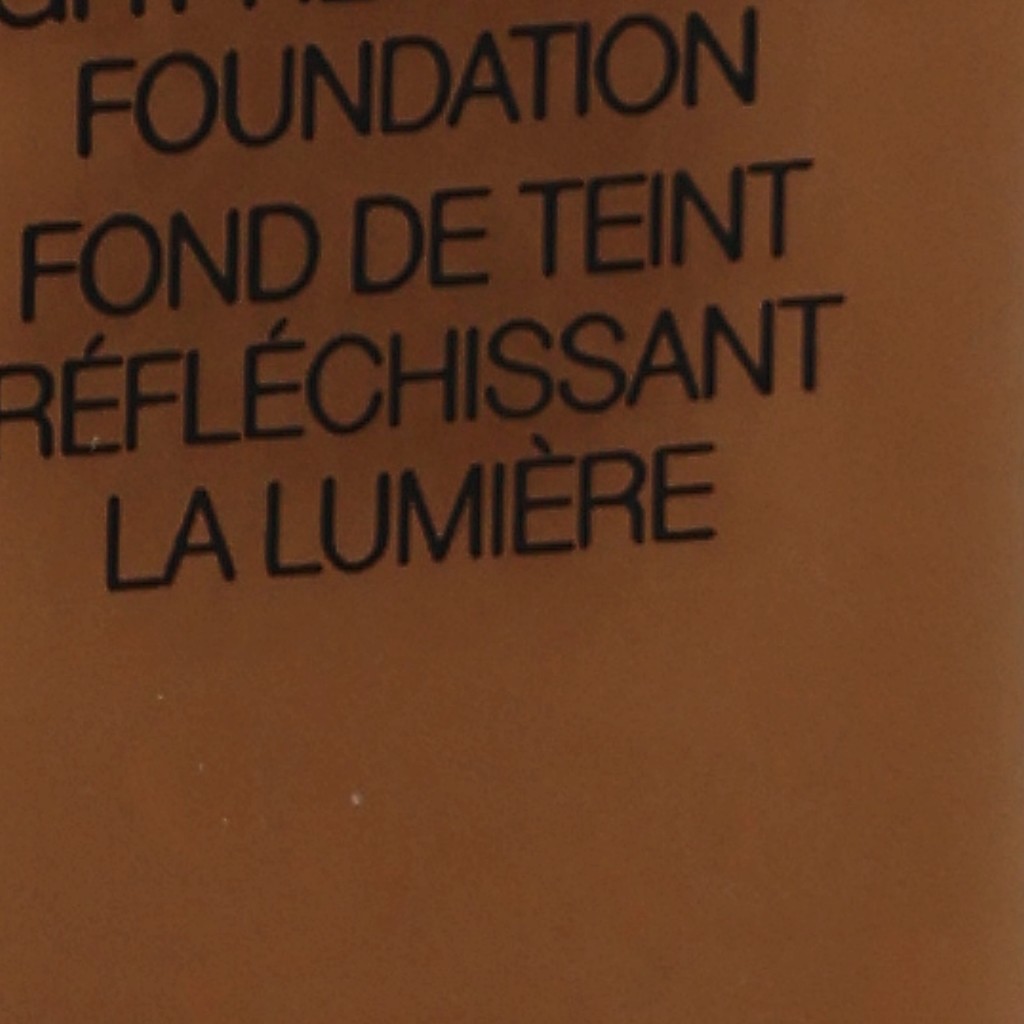 FOUNDATION
FOND DE TEINT
RÉFLÉCHISSANT
LA LUMIÈRE